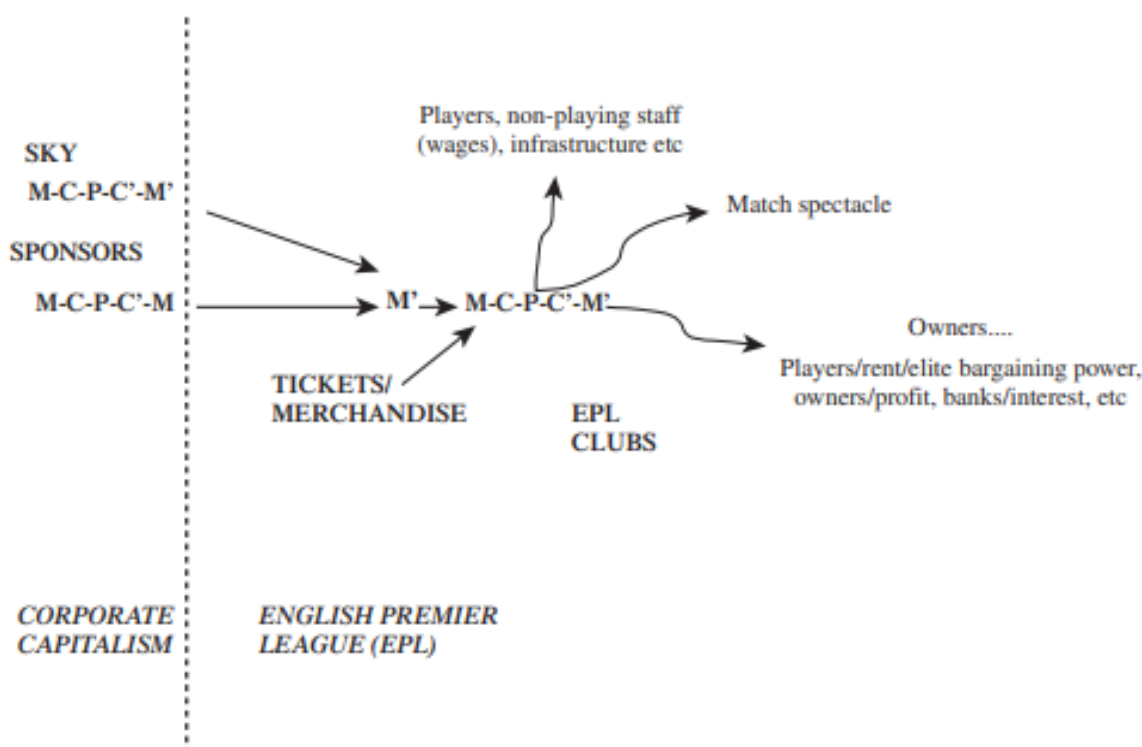 Players, non-playing staff
(wages), infrastructure etc
SKY
M-C-P-C’-M’
Match spectacle
SPONSORS
M-C-P-C’-M
M’
M-C-P-C’-M’
Owners....
Players/rent/elite bargaining power,
owners/profit, banks/interest, etc
TICKETS/
MERCHANDISE
EPL
CLUBS
CORPORATE
CAPITALISM
ENGLISH PREMIER
LEAGUE (EPL)